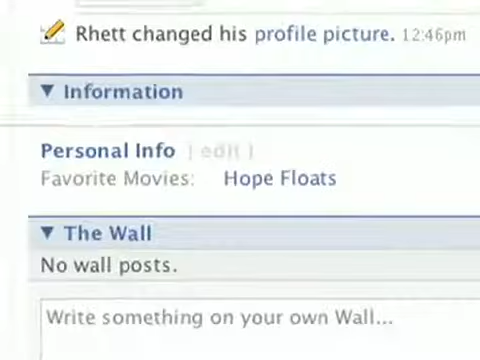 Rhett changed his profile picture. 12:46pm
Information
Personal Info [ edit ]
Favorite Movies: Hope Floats
The Wall
No wall posts.
Write something on your own Wall...